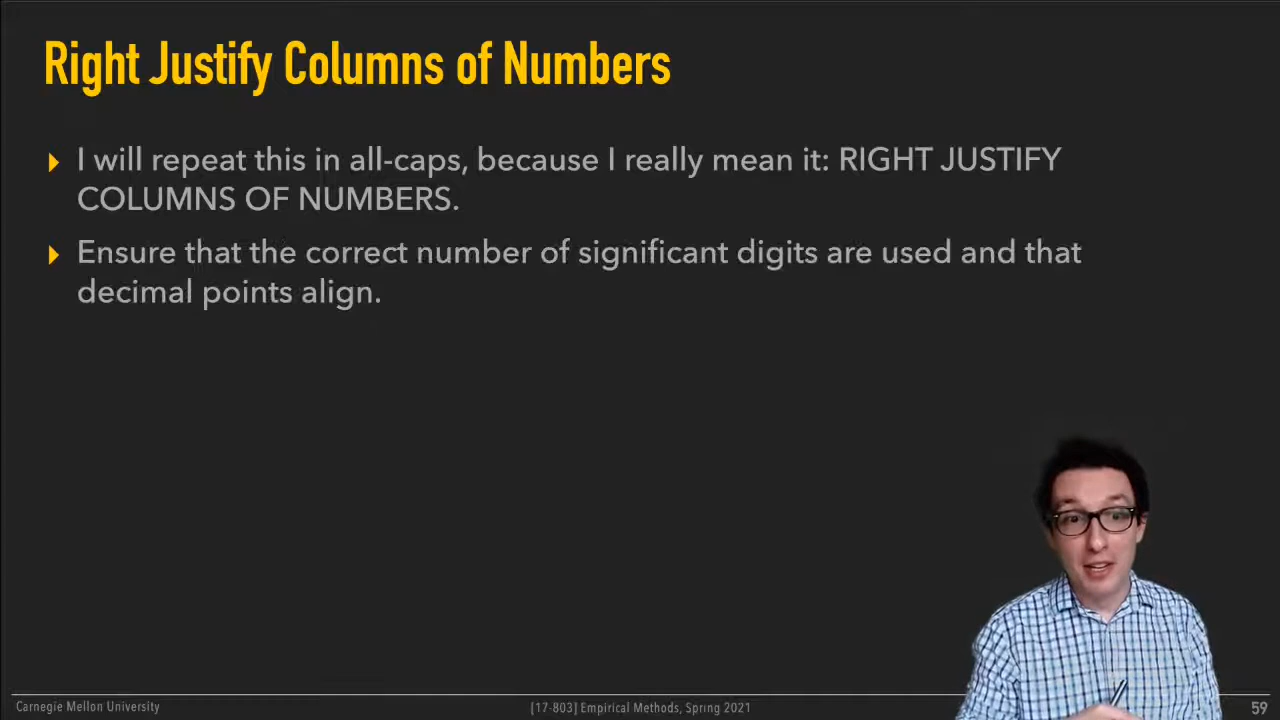 Right Justify Columns of Numbers
I will repeat this in all-caps, because I really mean it: RIGHT JUSTIFY
COLUMNS OF NUMBERS.
Ensure that the correct number of significant digits are used and that
decimal points align.
Carnegie Mellon University
[17-803] Empirical Methods, Spring 2021
59